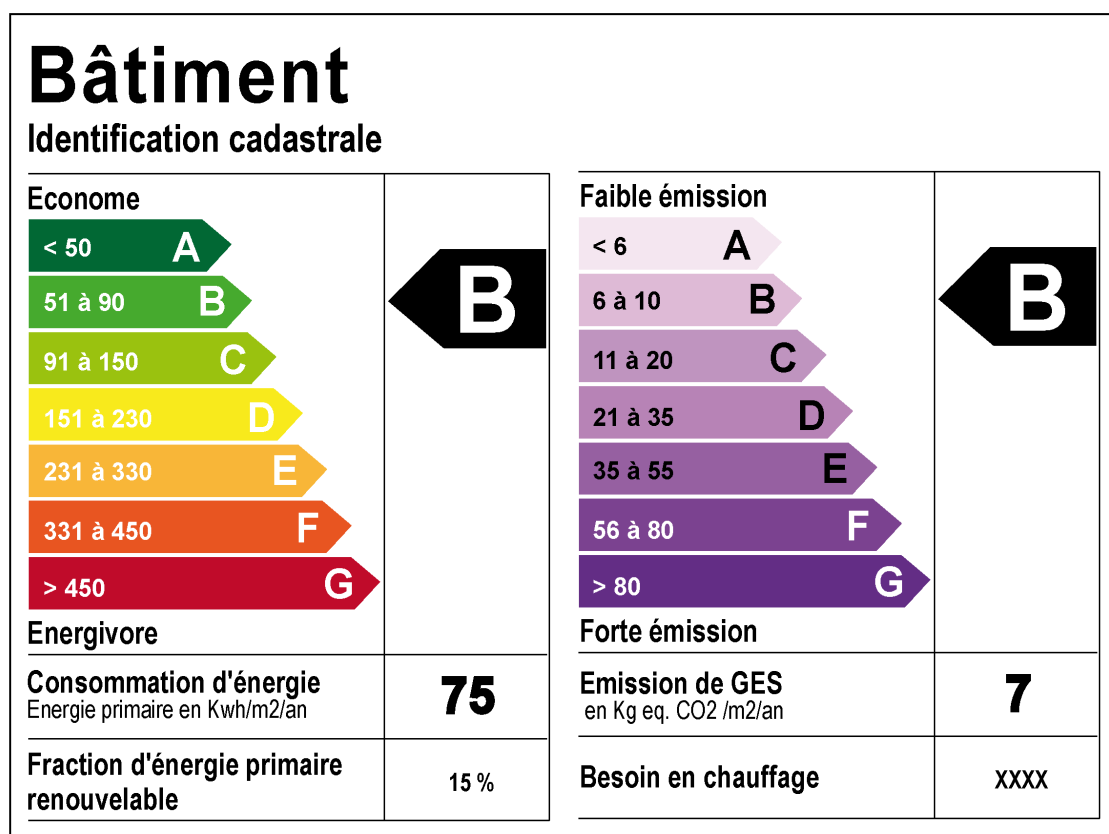 Bâtiment
Identification cadastrale
Econome
< 50 A
51 à 90 B
91 à 150 C
151 à 230 D
231 à 330 E
331 à 450 F
> 450 G
Energivore
B
Consommation d'énergie
Energie primaire en Kwh/m2/an
75
Fraction d'énergie primaire
renouvelable
15 %
Faible émission
< 6 A
6 à 10 B
11 à 20 C
21 à 35 D
35 à 55 E
56 à 80 F
> 80 G
Forte émission
B
Emission de GES
en Kg eq. CO2 /m2/an
7
Besoin en chauffage
XXXX